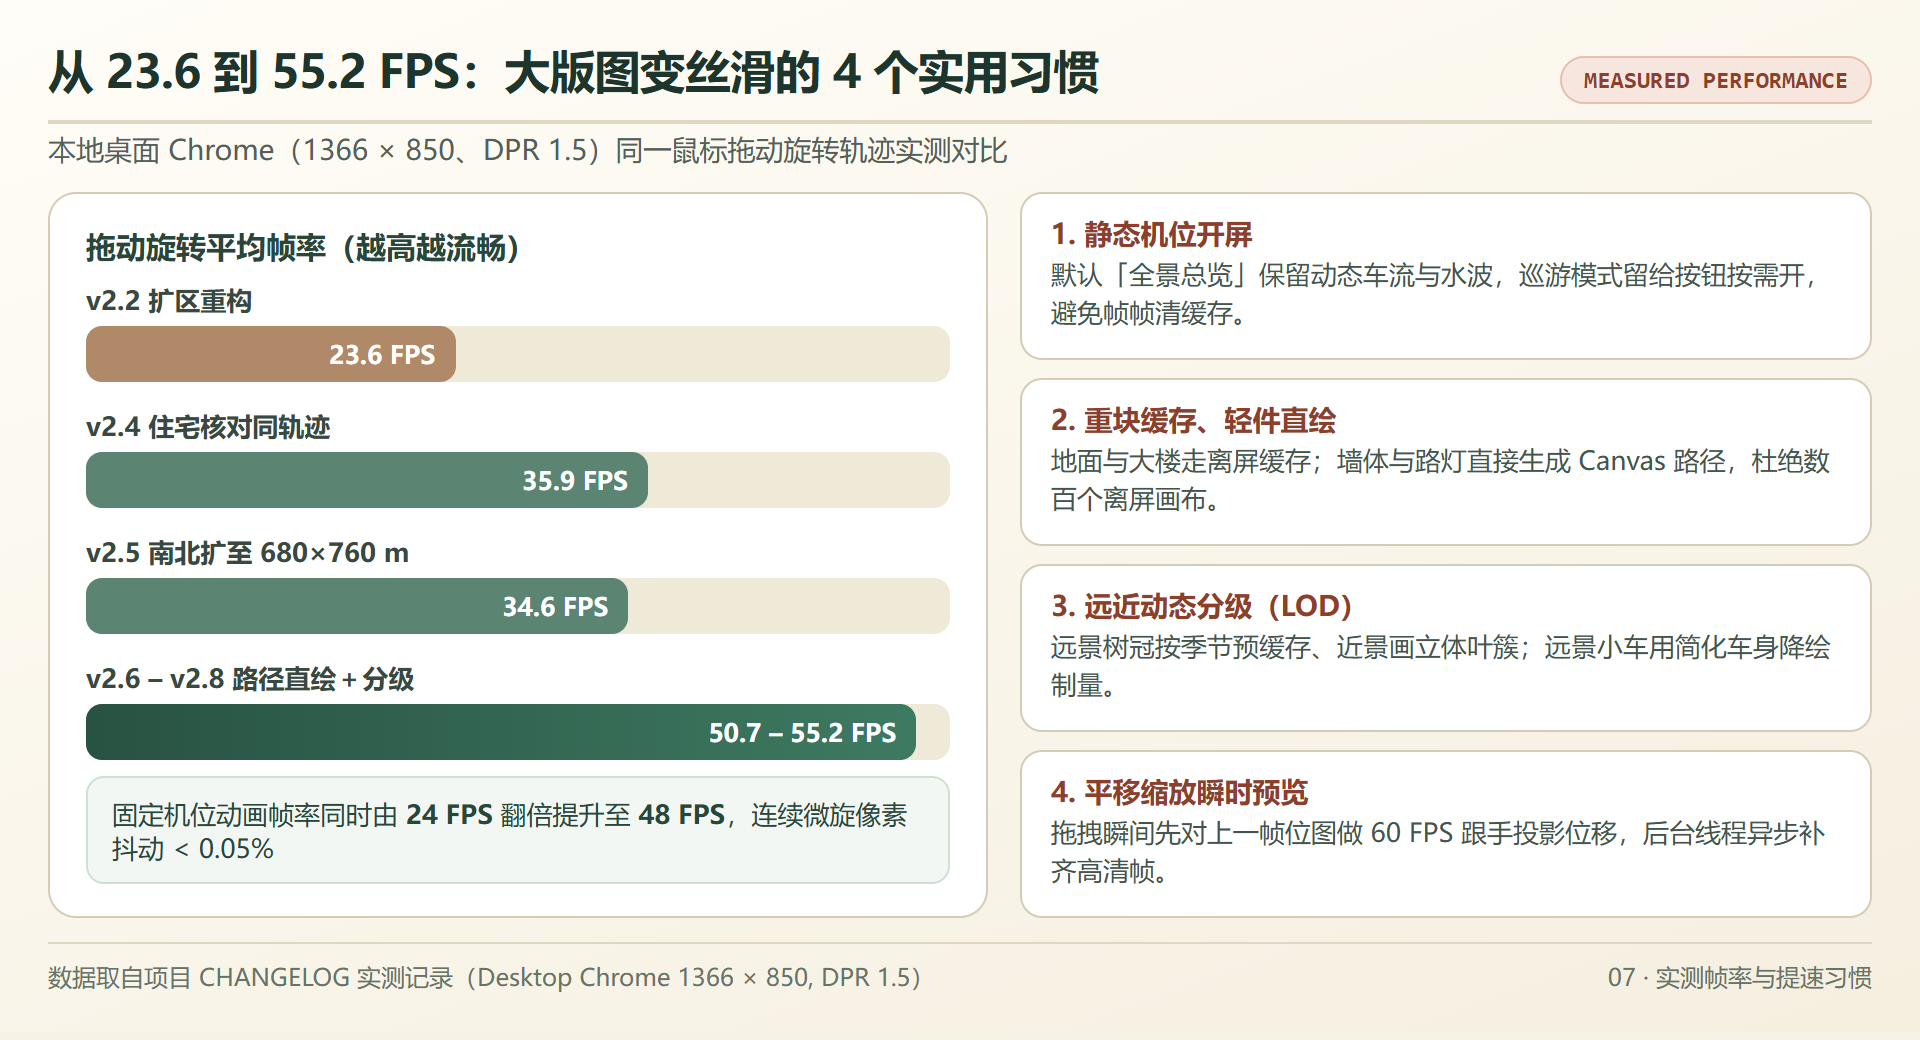 从 23.6 到 55.2 FPS：大版图变丝滑的 4 个实用习惯
MEASURED PERFORMANCE
本地桌面 Chrome（1366 × 850、DPR 1.5）同一鼠标拖动旋转轨迹实测对比
拖动旋转平均帧率（越高越流畅）
v2.2 扩区重构
23.6 FPS
v2.4 住宅核对同轨迹
35.9 FPS
v2.5 南北扩至 680×760 m
34.6 FPS
v2.6 – v2.8 路径直绘 + 分级
50.7 – 55.2 FPS
固定机位动画帧率同时由 24 FPS 翻倍提升至 48 FPS，连续微旋像素
抖动 < 0.05%
1. 静态机位开屏
默认「全景总览」保留动态车流与水波，巡游模式留给按钮按需开，
避免帧帧清缓存。
2. 重块缓存、轻件直绘
地面与大楼走离屏缓存；墙体与路灯直接生成 Canvas 路径，杜绝数
百个离屏画布。
3. 远近动态分级（LOD）
远景树冠按季节预缓存、近景画立体叶簇；远景小车用简化车身降绘
制量。
4. 平移缩放瞬时预览
拖拽瞬间先对上一帧位图做 60 FPS 跟手投影位移，后台线程异步补
齐高清帧。
数据取自项目 CHANGELOG 实测记录（Desktop Chrome 1366 × 850, DPR 1.5）
07 · 实测帧率与提速习惯